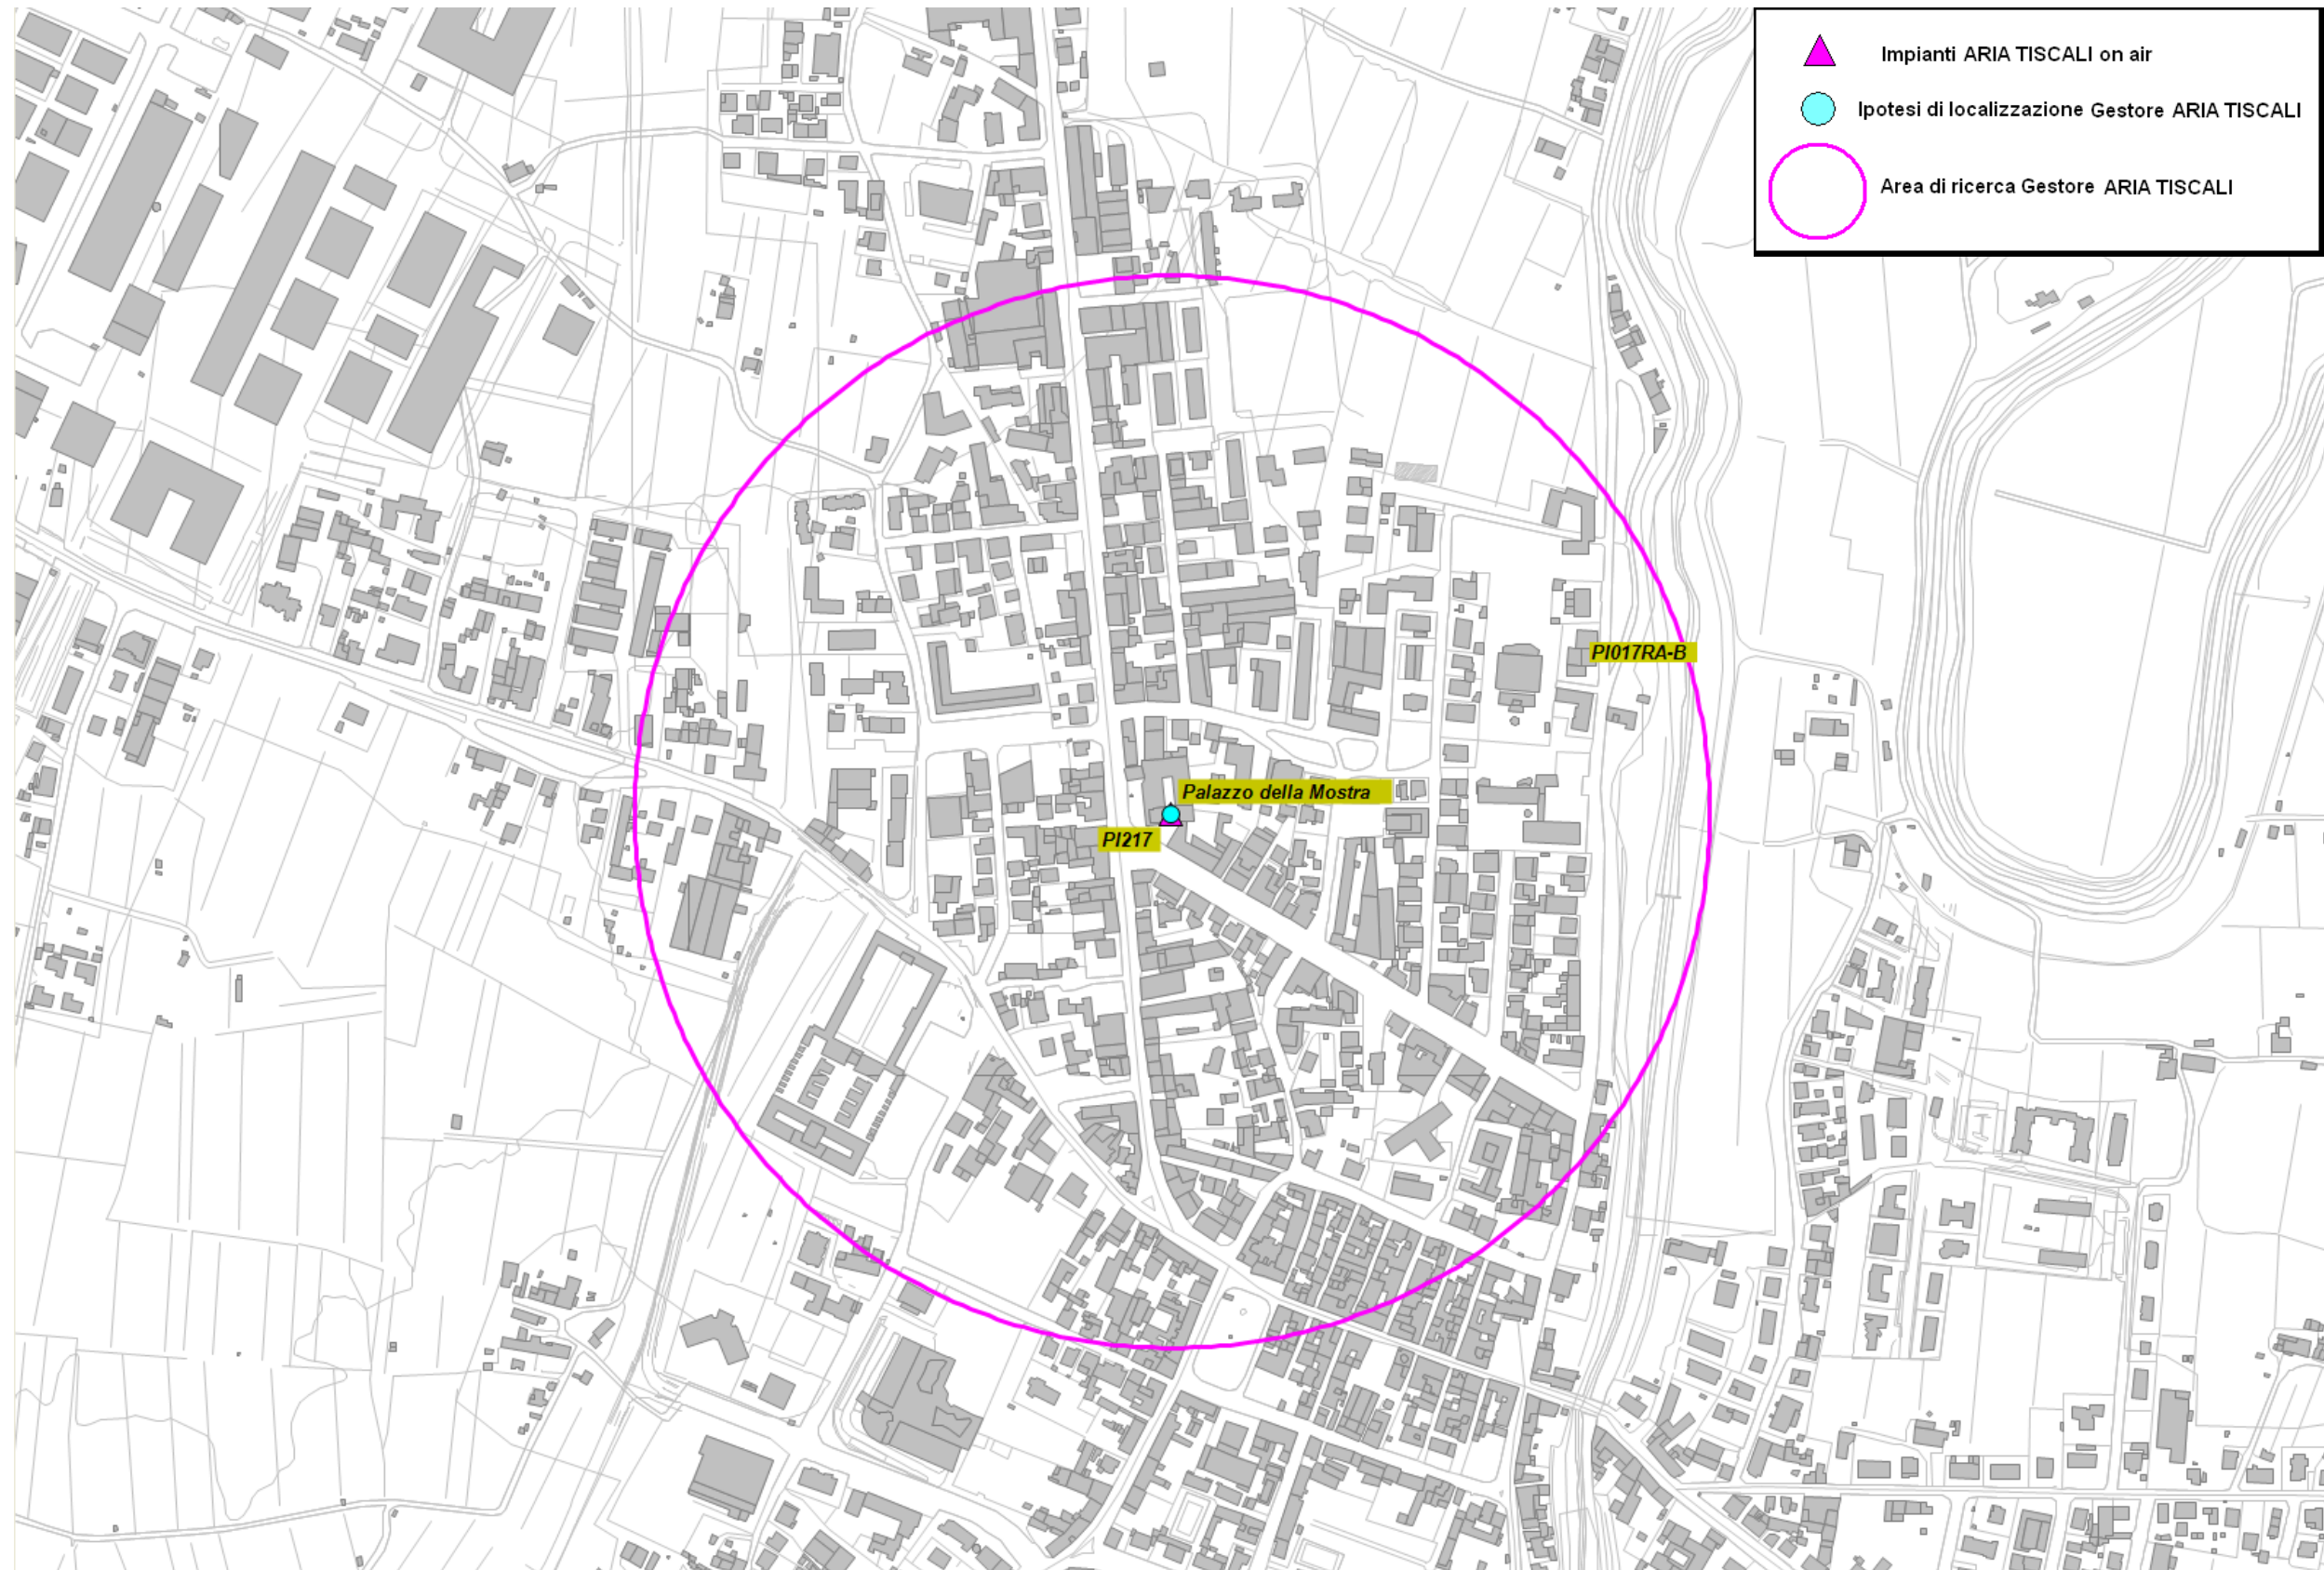 Impianti ARIA TISCALI on air
Ipotesi di localizzazione Gestore ARIA TISCALI
Area di ricerca Gestore ARIA TISCALI
PI017RA-B
Palazzo della Mostra
PI217